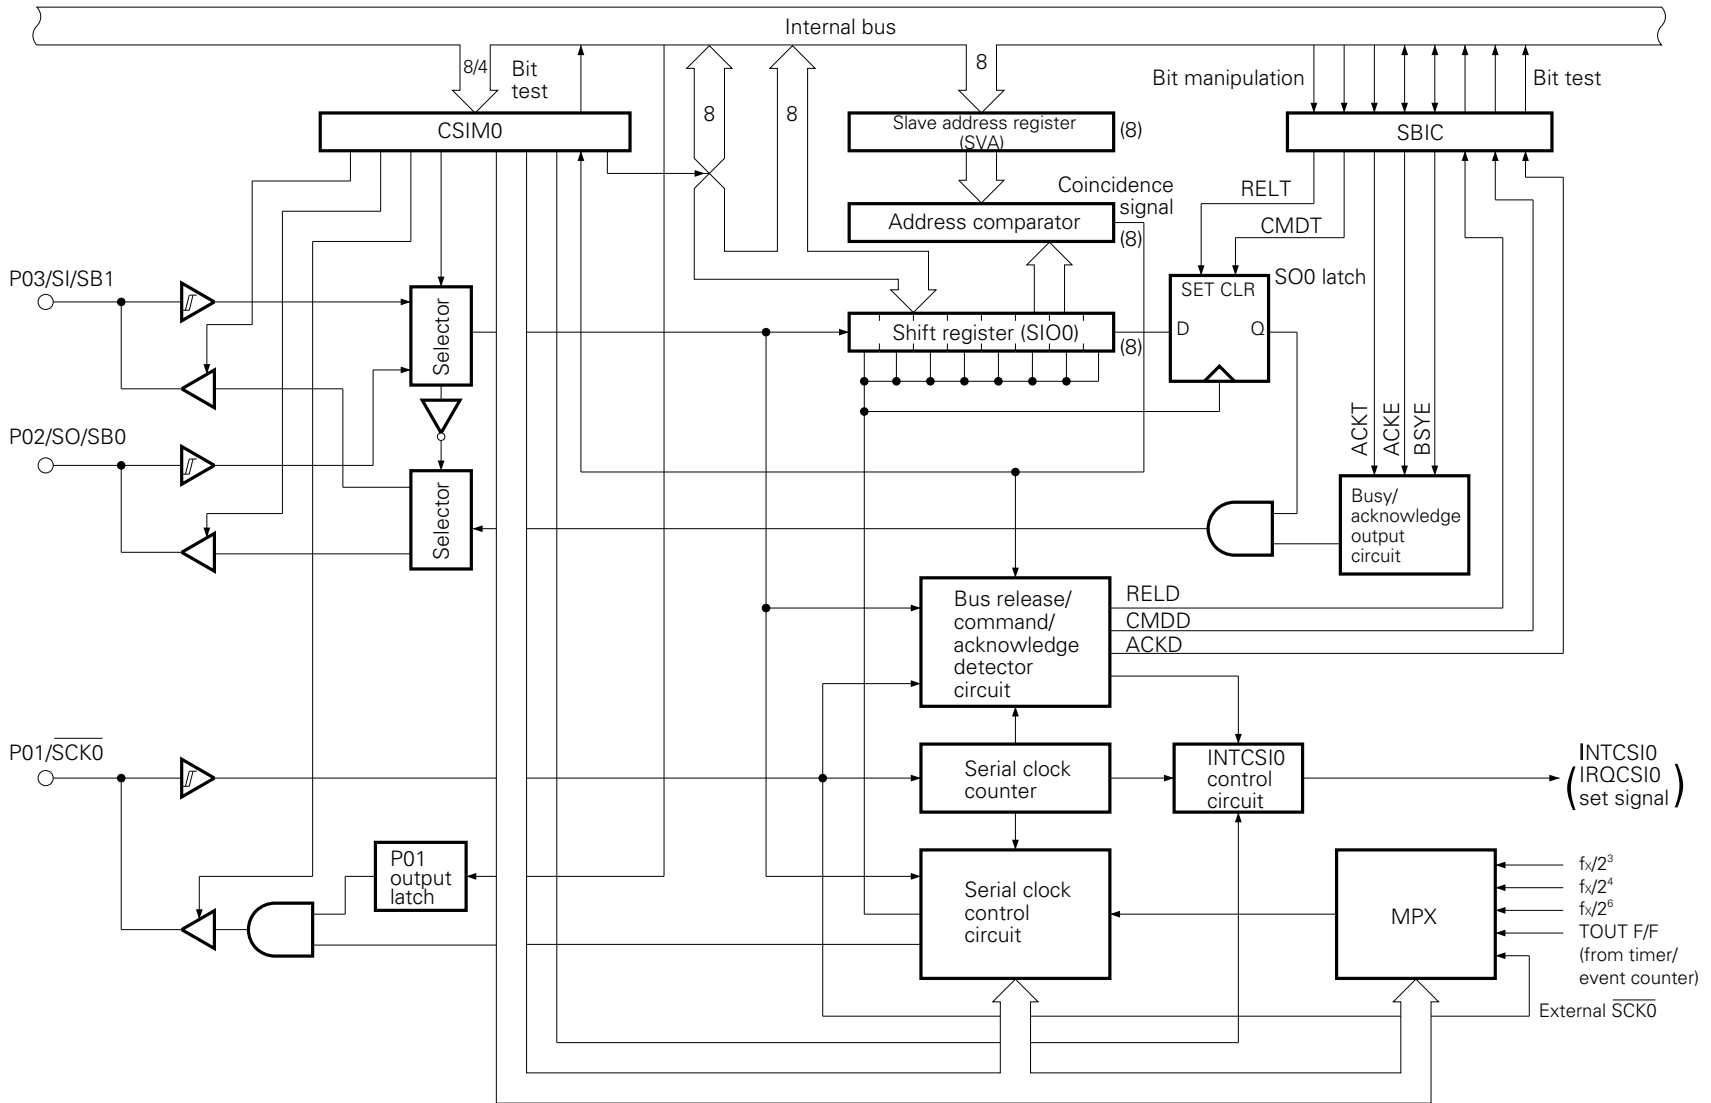 Internal bus
8/4
Bit
test
8
8
8
Bit manipulation
Bit test
CSIM0
Slave address register
(SVA)
(8)
SBIC
Coincidence
signal
RELT
Address comparator
(8)
CMDT
P03/SI/SB1
SO0 latch
SET CLR
Selector
Shift register (SIO0)
(8)
D
Q
P02/SO/SB0
ACKT
ACKE
BSYE
Selector
Busy/
acknowledge
output
circuit
Bus release/
command/
acknowledge
detector
circuit
RELD
CMDD
ACKD
P01/S̅C̅K̅0̅
Serial clock
counter
INTCSI0
control
circuit
INTCSI0
(IRQCSI0
set signal)
P01
output
latch
Serial clock
control
circuit
MPX
fX/2³
fX/2⁴
fX/2⁶
TOUT F/F
(from timer/
event counter)
External S̅C̅K̅0̅